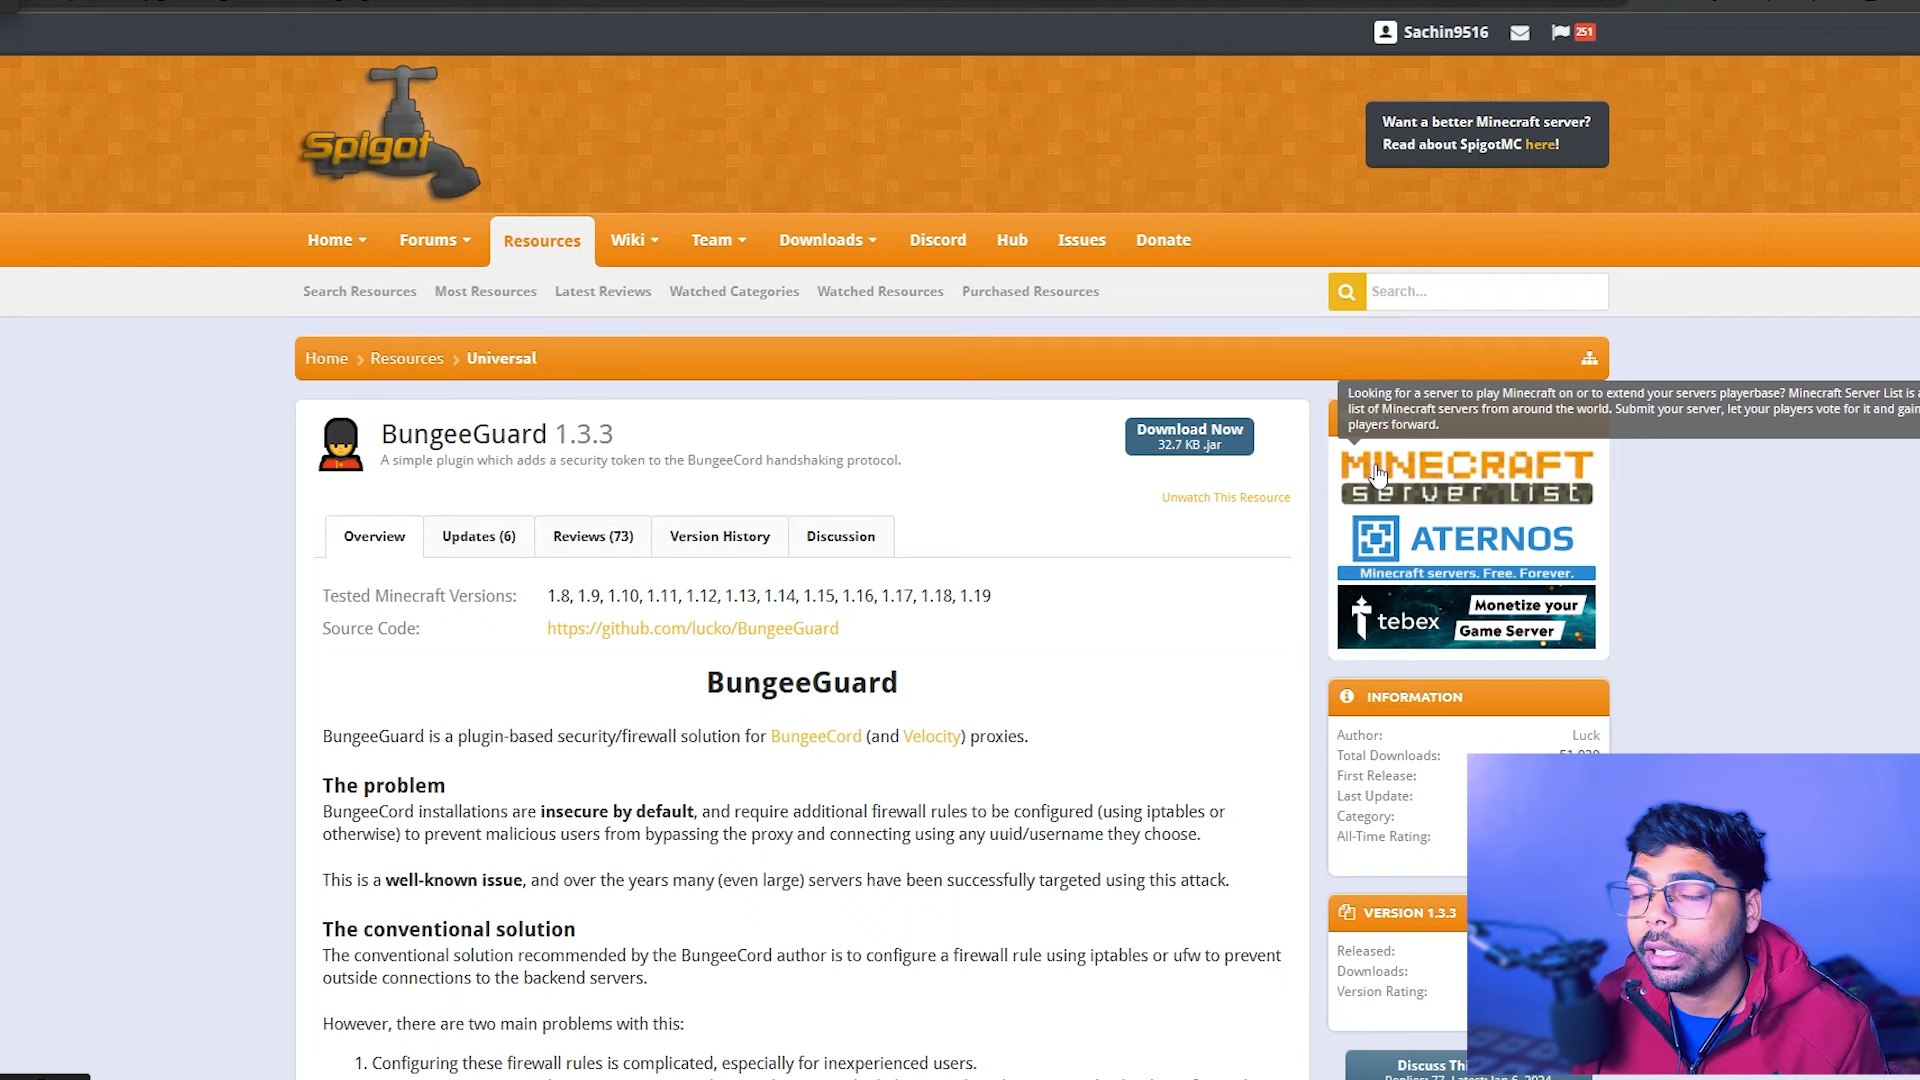 Sachin9516
251
Spigot
Want a better Minecraft server?
Read about SpigotMC here!
Home
Forums
Resources
Wiki
Team
Downloads
Discord
Hub
Issues
Donate
Search Resources
Most Resources
Latest Reviews
Watched Categories
Watched Resources
Purchased Resources
Search...
Home
Resources
Universal
Looking for a server to play Minecraft on or to extend your servers playerbase? Minecraft Server List is
list of Minecraft servers from around the world. Submit your server, let your players vote for it and gain
players forward.
BungeeGuard 1.3.3
A simple plugin which adds a security token to the BungeeCord handshaking protocol.
Download Now
32.7 KB .jar
Unwatch This Resource
MINECRAFT
server list
ATERNOS
Minecraft servers. Free. Forever.
tebex
Monetize your
Game Server
Overview
Updates (6)
Reviews (73)
Version History
Discussion
Tested Minecraft Versions: 1.8, 1.9, 1.10, 1.11, 1.12, 1.13, 1.14, 1.15, 1.16, 1.17, 1.18, 1.19
Source Code: https://github.com/lucko/BungeeGuard
BungeeGuard
BungeeGuard is a plugin-based security/firewall solution for BungeeCord (and Velocity) proxies.
The problem
BungeeCord installations are insecure by default, and require additional firewall rules to be configured (using iptables or
otherwise) to prevent malicious users from bypassing the proxy and connecting using any uuid/username they choose.
This is a well-known issue, and over the years many (even large) servers have been successfully targeted using this attack.
The conventional solution
The conventional solution recommended by the BungeeCord author is to configure a firewall rule using iptables or ufw to prevent
outside connections to the backend servers.
However, there are two main problems with this:
1. Configuring these firewall rules is complicated, especially for inexperienced users.
INFORMATION
Author: Luck
Total Downloads:
First Release:
Last Update:
Category:
All-Time Rating:
VERSION 1.3.3
Released:
Downloads:
Version Rating:
Discuss Thi